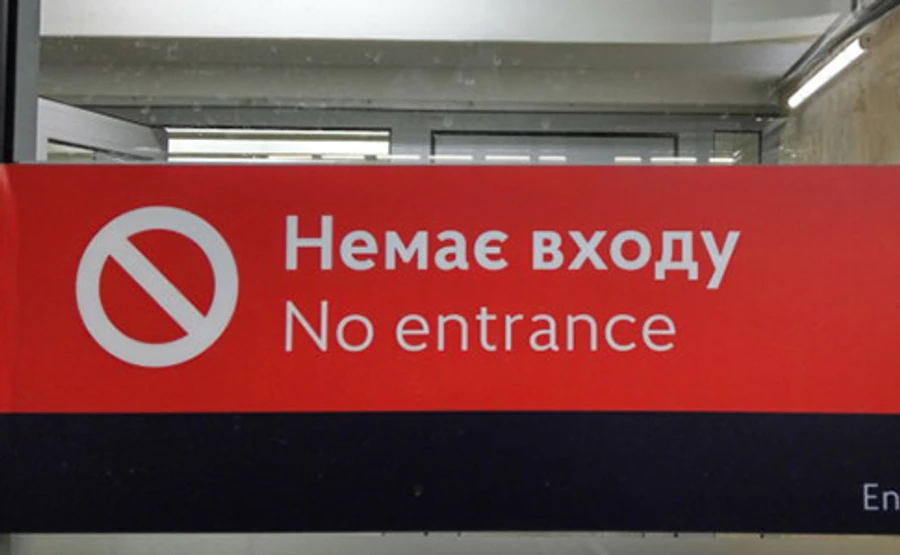 Немає входу
No entrance